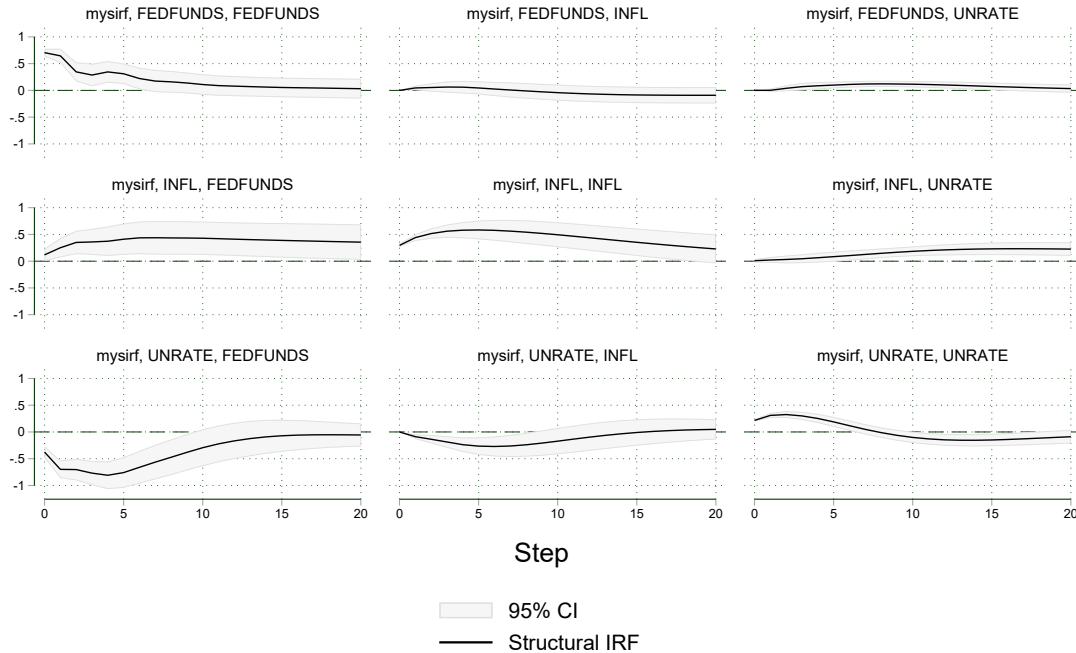 mysirf, FEDFUNDS, FEDFUNDS
mysirf, FEDFUNDS, INFL
mysirf, FEDFUNDS, UNRATE
1
.5
0
-.5
-1
mysirf, INFL, FEDFUNDS
mysirf, INFL, INFL
mysirf, INFL, UNRATE
1
.5
0
-.5
-1
mysirf, UNRATE, FEDFUNDS
mysirf, UNRATE, INFL
mysirf, UNRATE, UNRATE
1
.5
0
-.5
-1
0 5 10 15 20
0 5 10 15 20
0 5 10 15 20
Step
95% CI
Structural IRF